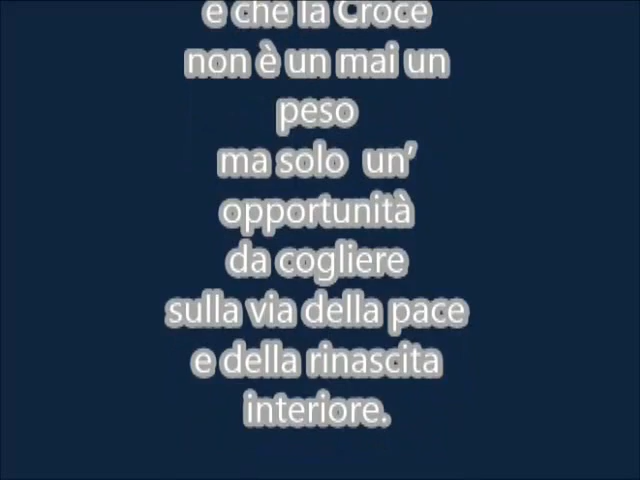 e che la Croce
non è un mai un
peso
ma solo  un’
opportunità
da cogliere
sulla via della pace
e della rinascita
interiore.